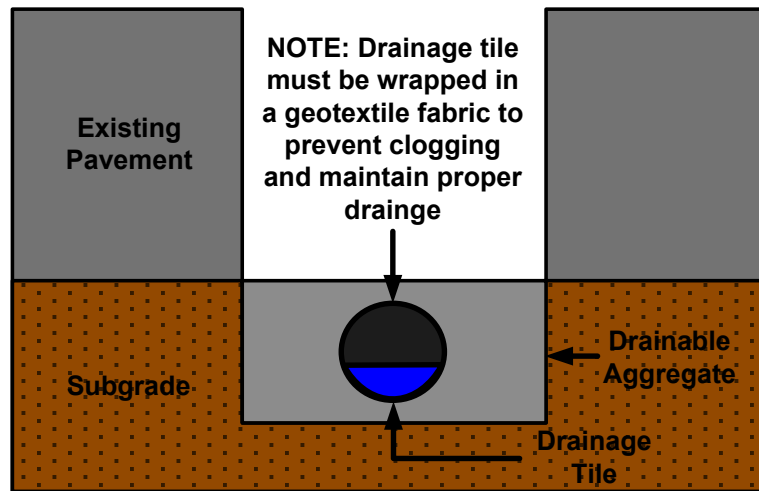 NOTE: Drainage tile
must be wrapped in
a geotextile fabric to
prevent clogging
and maintain proper
drainge
Existing
Pavement
Subgrade
Drainable
Aggregate
Drainage
Tile